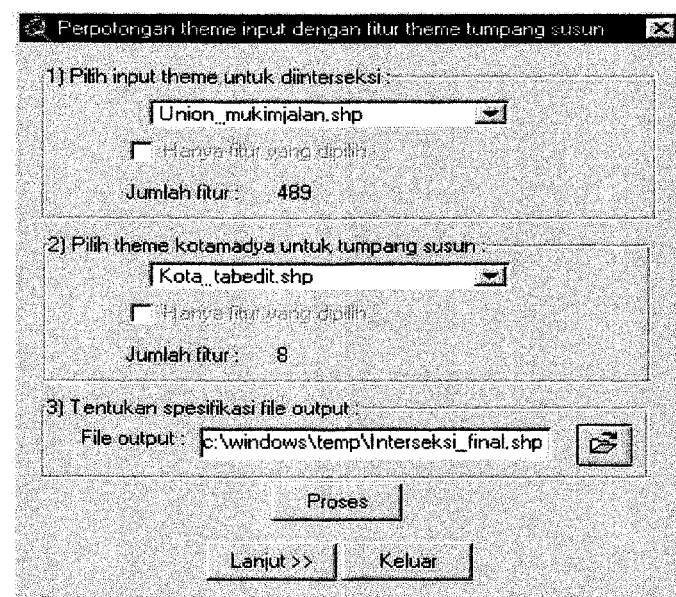 Perpotongan theme input dengan fitur theme tumpang susun
1) Pilih input theme untuk diinterseksi :
Union_mukimjalan.shp
Hanya fitur yang dipilih
Jumlah fitur : 489
2) Pilih theme kotamadya untuk tumpang susun :
Kota_tabedit.shp
Hanya fitur yang dipilih
Jumlah fitur : 8
3) Tentukan spesifikasi file output :
File output : c:\windows\temp\Interseksi_final.shp
Proses
Lanjut >> Keluar